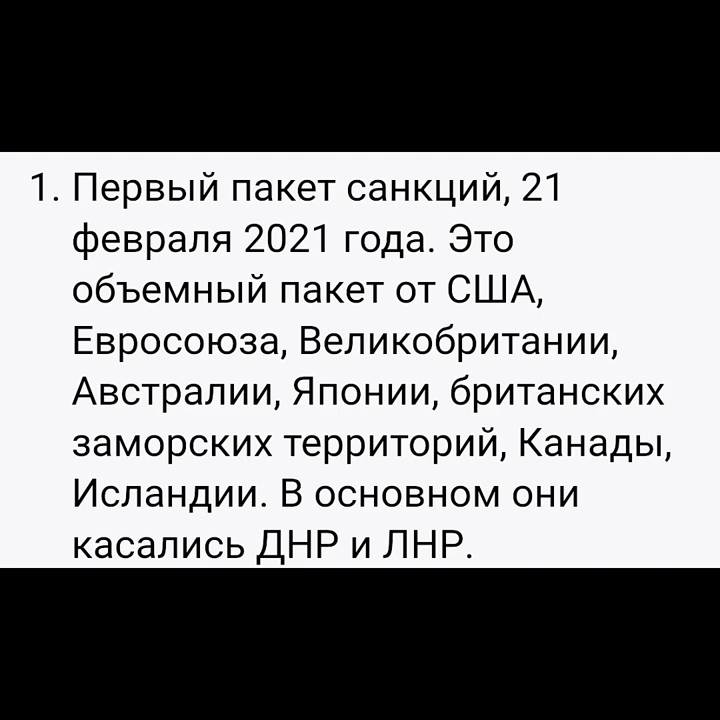 1. Первый пакет санкций, 21
февраля 2021 года. Это
объемный пакет от США,
Евросоюза, Великобритании,
Австралии, Японии, британских
заморских территорий, Канады,
Исландии. В основном они
касались ДНР и ЛНР.